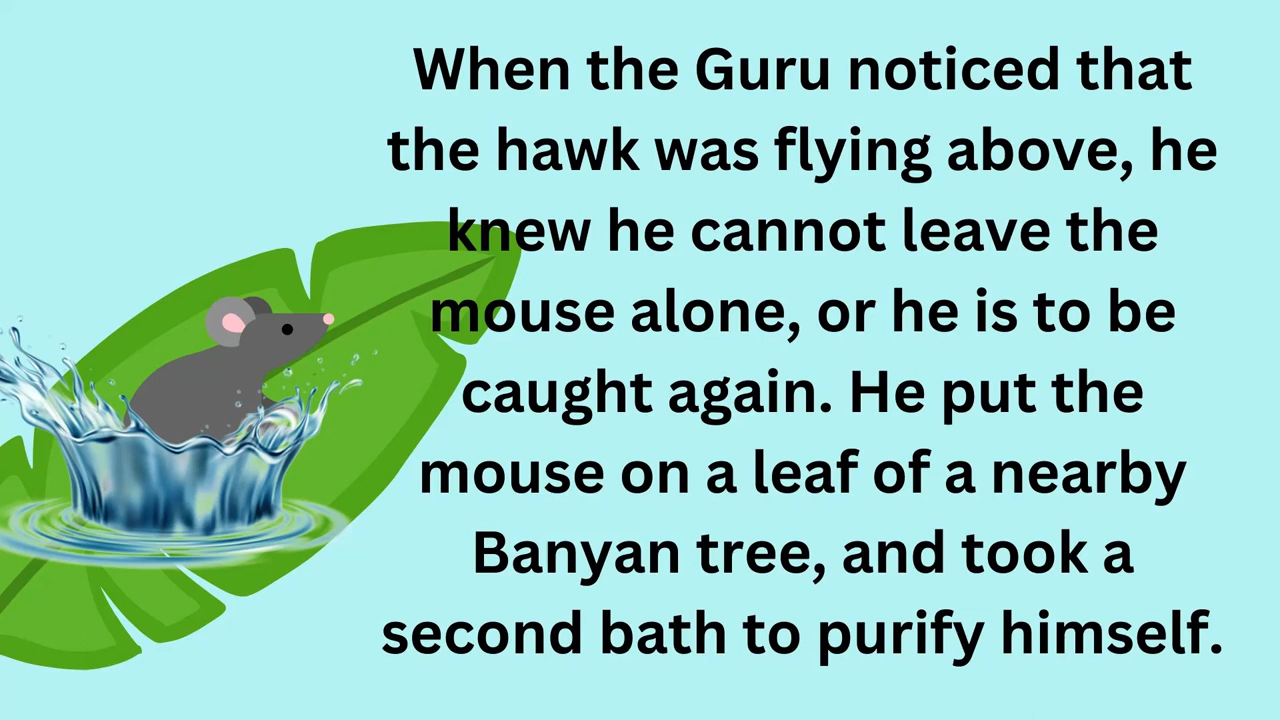 When the Guru noticed that
the hawk was flying above, he
knew he cannot leave the
mouse alone, or he is to be
caught again. He put the
mouse on a leaf of a nearby
Banyan tree, and took a
second bath to purify himself.